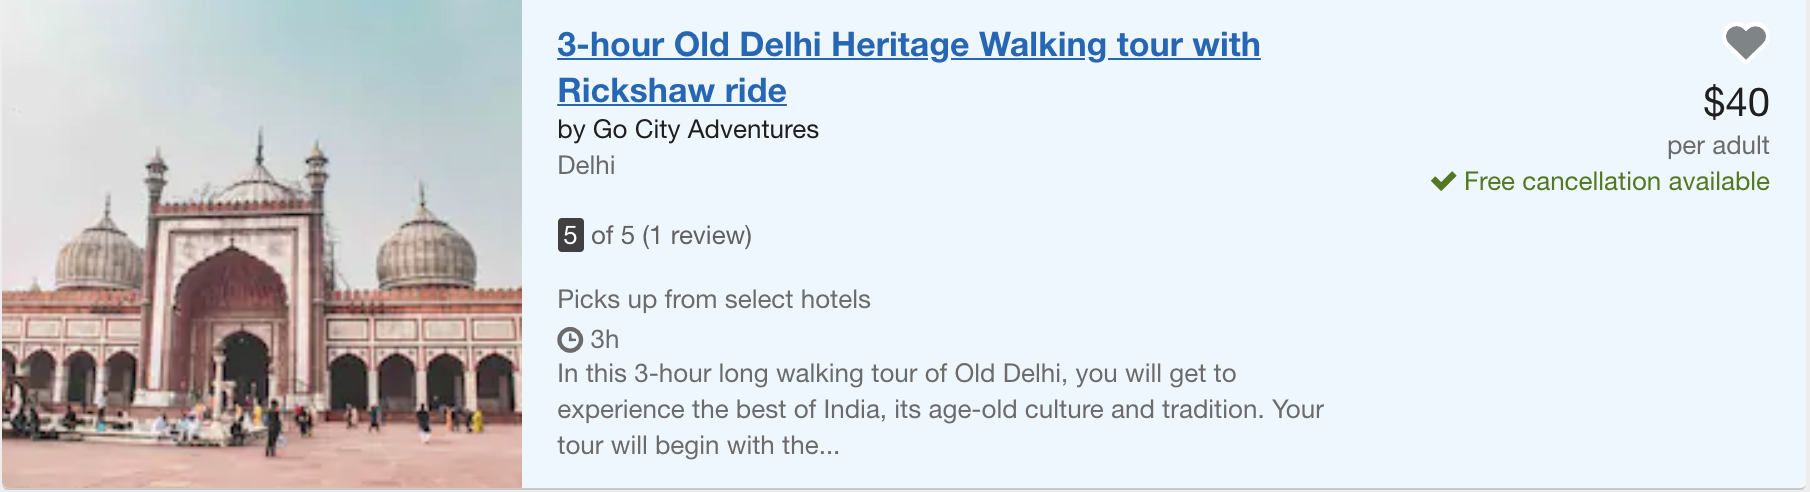 3-hour Old Delhi Heritage Walking tour with
Rickshaw ride
by Go City Adventures
Delhi
$40
per adult
Free cancellation available
5 of 5 (1 review)
Picks up from select hotels
3h
In this 3-hour long walking tour of Old Delhi, you will get to
experience the best of India, its age-old culture and tradition. Your
tour will begin with the...